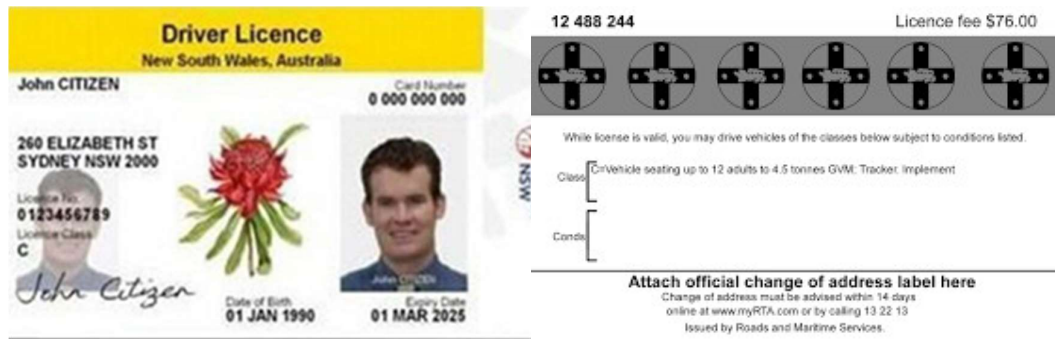 Driver Licence
New South Wales, Australia
John CITIZEN
Card Number
0 000 000 000
260 ELIZABETH ST
SYDNEY NSW 2000
Licence No.
0123456789
Licence Class
C
John Citizen
John CITIZEN
Date of Birth
01 JAN 1990
Expiry Date
01 MAR 2025
NSW
12 488 244
Licence fee $76.00
While license is valid, you may drive vehicles of the classes below subject to conditions listed.
Class
C=Vehicle seating up to 12 adults to 4.5 tonnes GVM; Tracker. Implement
Conds
Attach official change of address label here
Change of address must be advised within 14 days
online at www.myRTA.com or by calling 13 22 13
Issued by Roads and Maritime Services.